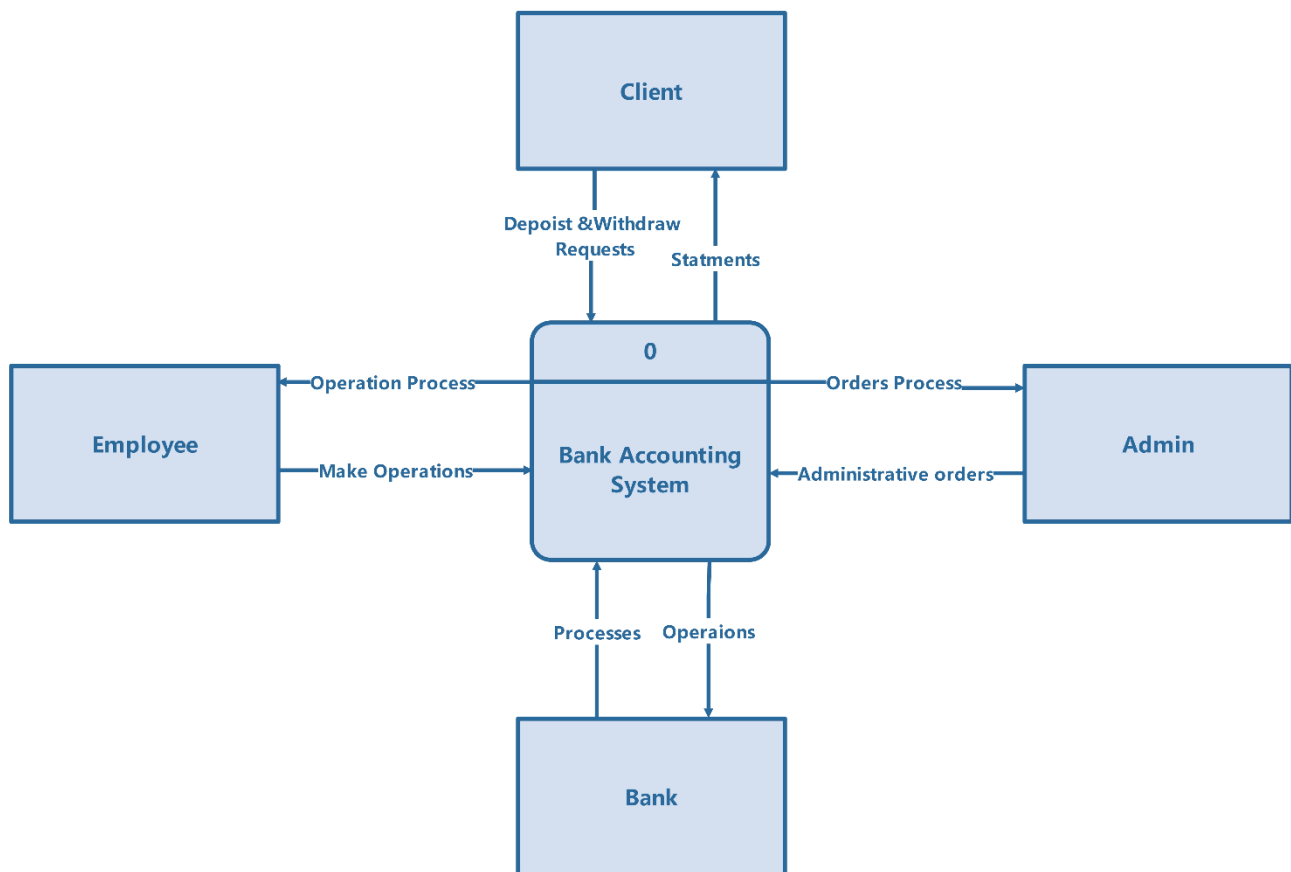 Client
Depoist &Withdraw
Requests
Statments
0
Operation Process
Orders Process
Employee
Bank Accounting
System
Admin
Make Operations
Administrative orders
Processes
Operaions
Bank